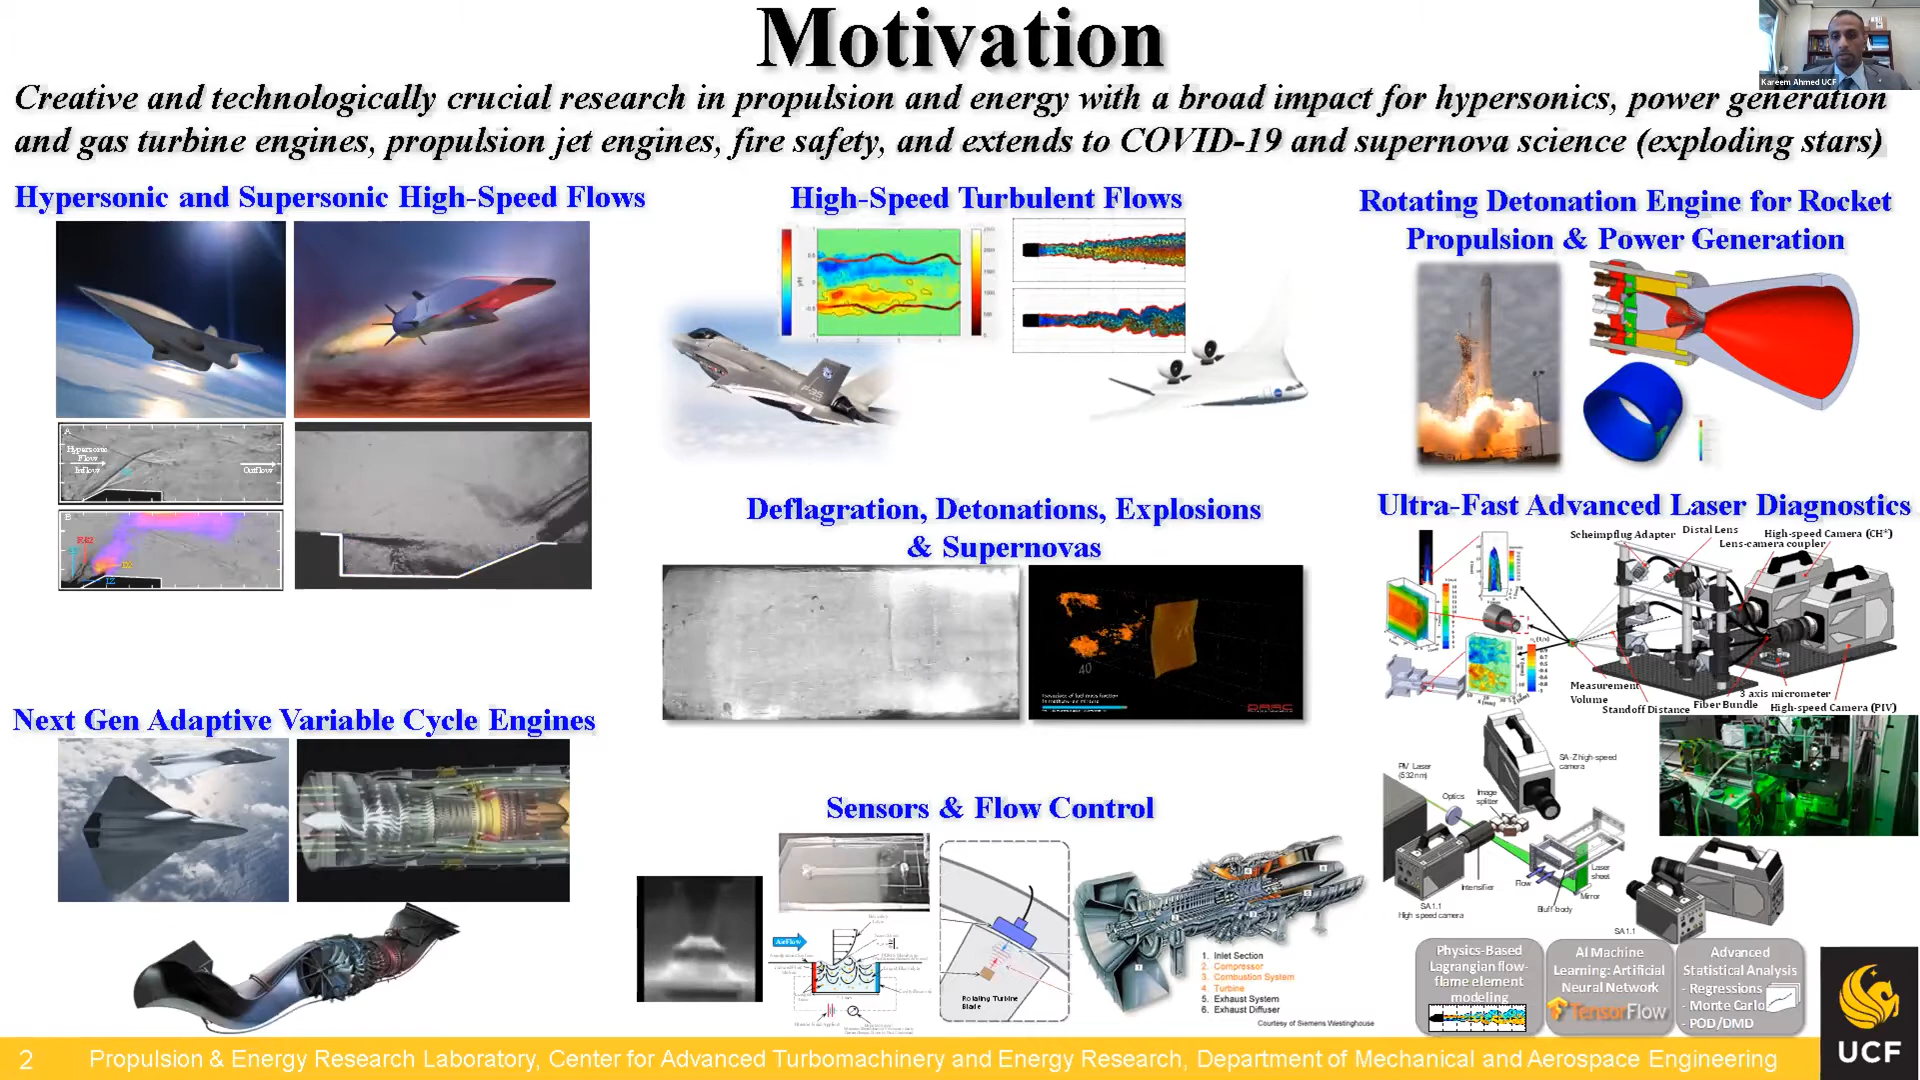 Motivation
Kareem Ahmed UCF
Creative and technologically crucial research in propulsion and energy with a broad impact for hypersonics, power generation
and gas turbine engines, propulsion jet engines, fire safety, and extends to COVID-19 and supernova science (exploding stars)
Hypersonic and Supersonic High-Speed Flows
A
Hypersonic
Flow
Inflow
Outflow
B
High-Speed Turbulent Flows
F-35
Rotating Detonation Engine for Rocket
Propulsion & Power Generation
Deflagration, Detonations, Explosions
& Supernovas
40
Ultra-Fast Advanced Laser Diagnostics
Scheimpflug Adapter
Distal Lens
High-speed Camera (CH*)
Lens-camera coupler
Measurement
Volume
Standoff Distance
Fiber Bundle
3 axis micrometer
High-speed Camera (PIV)
Next Gen Adaptive Variable Cycle Engines
Sensors & Flow Control
AirFlow
Rotating Turbine
Blade
1. Inlet Section
2. Compressor
3. Combustion System
4. Turbine
5. Exhaust System
6. Exhaust Diffuser
Courtesy of Siemens Westinghouse
PIV Laser
(532nm)
Optics
Image
splitter
SA-Z high-speed
camera
Intensifier
Flow
Laser
sheet
Mirror
Bluff-body
SA1.1
High speed camera
SA1.1
Physics-Based
Lagrangian flow-
flame element
modeling
AI Machine
Learning: Artificial
Neural Network
TensorFlow
Advanced
Statistical Analysis
- Regressions
- Monte Carlo
- POD/DMD
2 Propulsion & Energy Research Laboratory, Center for Advanced Turbomachinery and Energy Research, Department of Mechanical and Aerospace Engineering
UCF